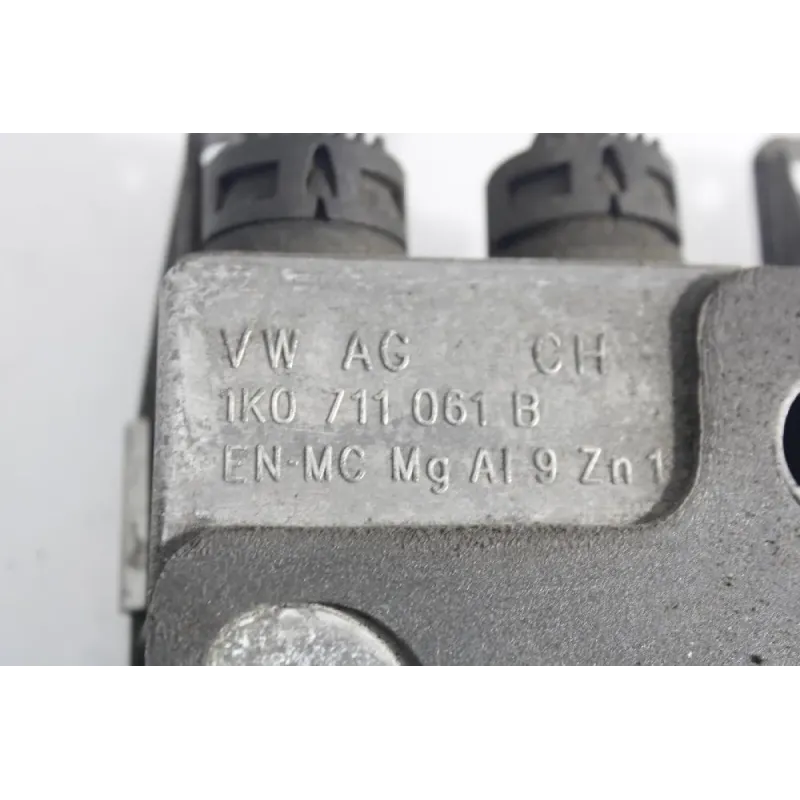 VW AG CH
1K0 711 061 B
EN-MC Mg Al 9 Zn 1